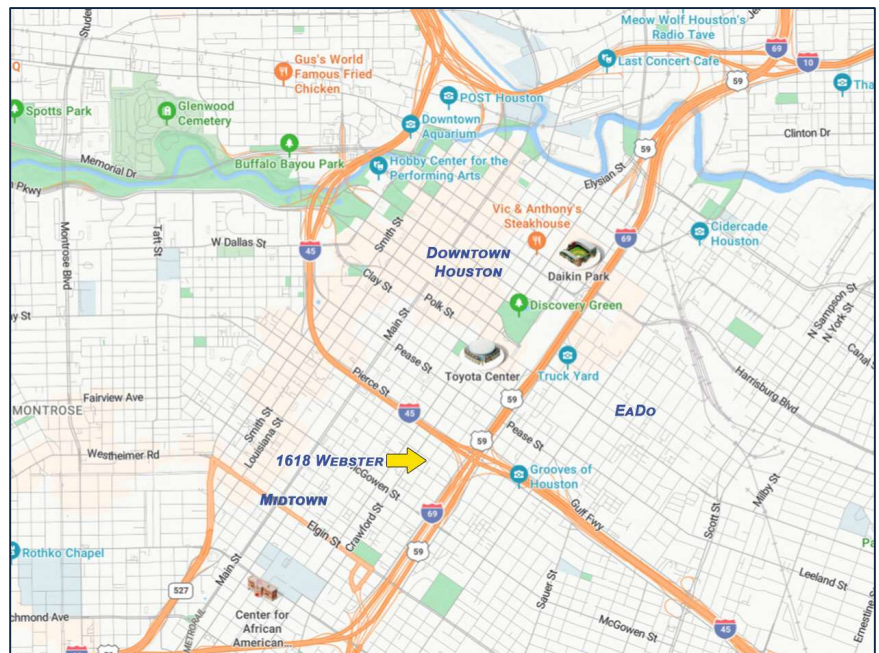 Meow Wolf Houston's
Radio Tave
69
10
Gus's World
Famous Fried
Chicken
Last Concert Cafe
59
Tha
POST Houston
Spotts Park
Glenwood
Cemetery
Downtown
Aquarium
Clinton Dr
Buffalo Bayou Park
59
Memorial Dr
Hobby Center for the
Performing Arts
Elysian St
Pkwy
Vic & Anthony's
Steakhouse
Smith St
Cidercade
Houston
Montrose Blvd
Taft St
W Dallas St
45
69
Downtown
Houston
Daikin Park
Clay St
Polk St
Discovery Green
N Sampson St
N York St
Main St
Canal
Pease St
Toyota Center
Truck Yard
Harrisburg Blvd
Pierce St
Fairview Ave
MONTROSE
45
59
EaDo
Smith St
Louisiana St
Pease St
59
Westheimer Rd
1618 Webster
McGowen St
Grooves of
Houston
Milby St
Midtown
69
Gulf Fwy
Scott St
Crawford St
Elgin St
59
Rothko Chapel
Main St
527
Leeland St
Sauer St
Center for
African
American...
chmond Ave
METRORAIL
McGowen St
45
Ernestine S